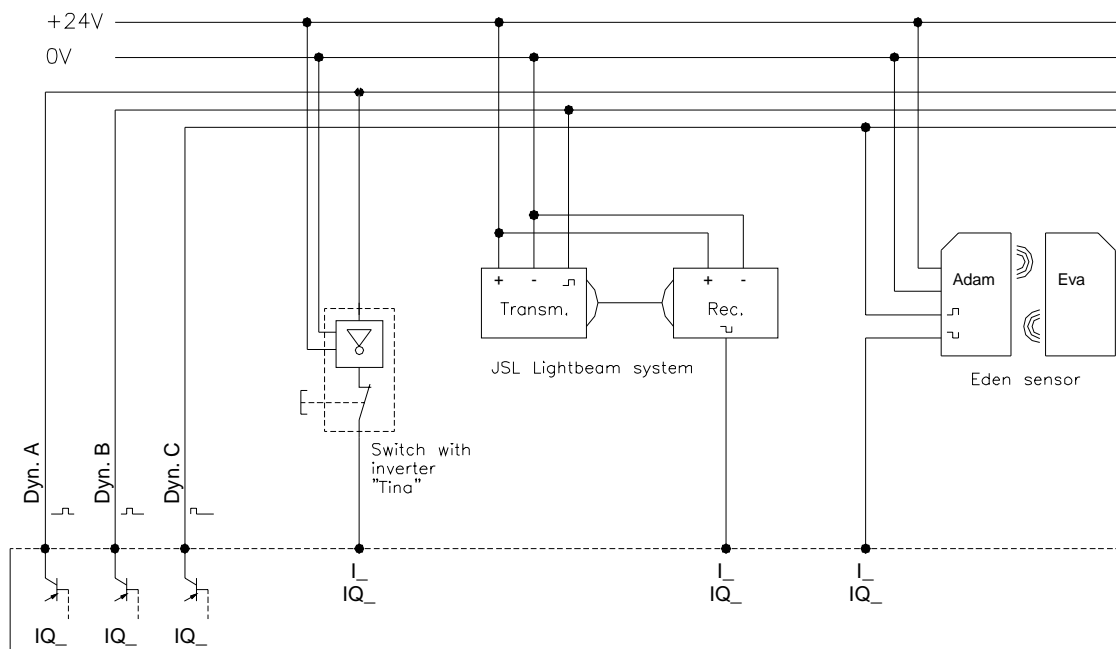 +24V
0V
+ -
Transm.
+ -
Rec.
JSL Lightbeam system
Adam
Eva
Eden sensor
Switch with
inverter
"Tina"
Dyn. A
Dyn. B
Dyn. C
I_
IQ_
I_
IQ_
I_
IQ_
IQ_
IQ_
IQ_